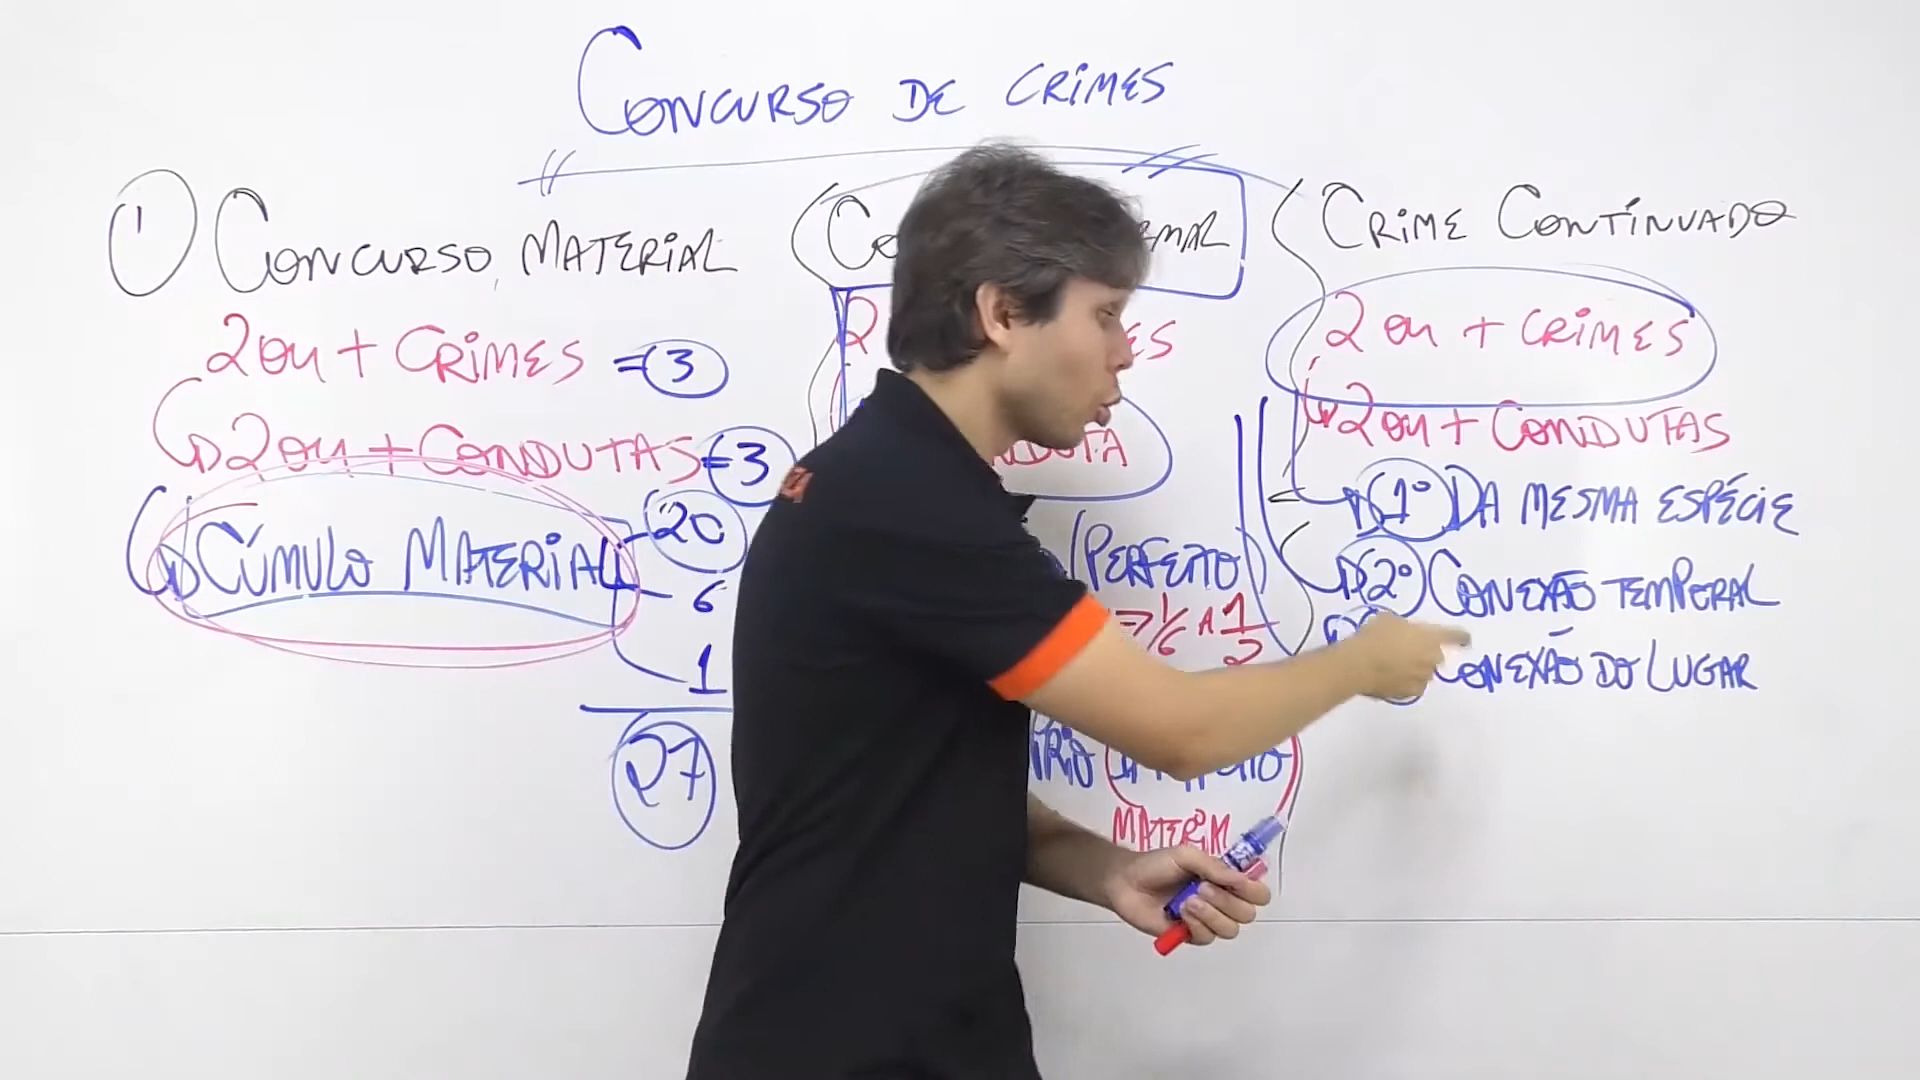 CONCURSO DE CRIMES
1 CONCURSO MATERIAL
2 OU + CRIMES = 3
2 OU + CONDUTAS = 3
CÚMULO MATERIAL
20
6
1
27
PERFEITO
=> 1/6 A 1/2
MATERIAL
CRIME CONTINUADO
2 OU + CRIMES
2 OU + CONDUTAS
1º DA MESMA ESPÉCIE
2º CONEXÃO TEMPORAL
CONEXÃO DO LUGAR